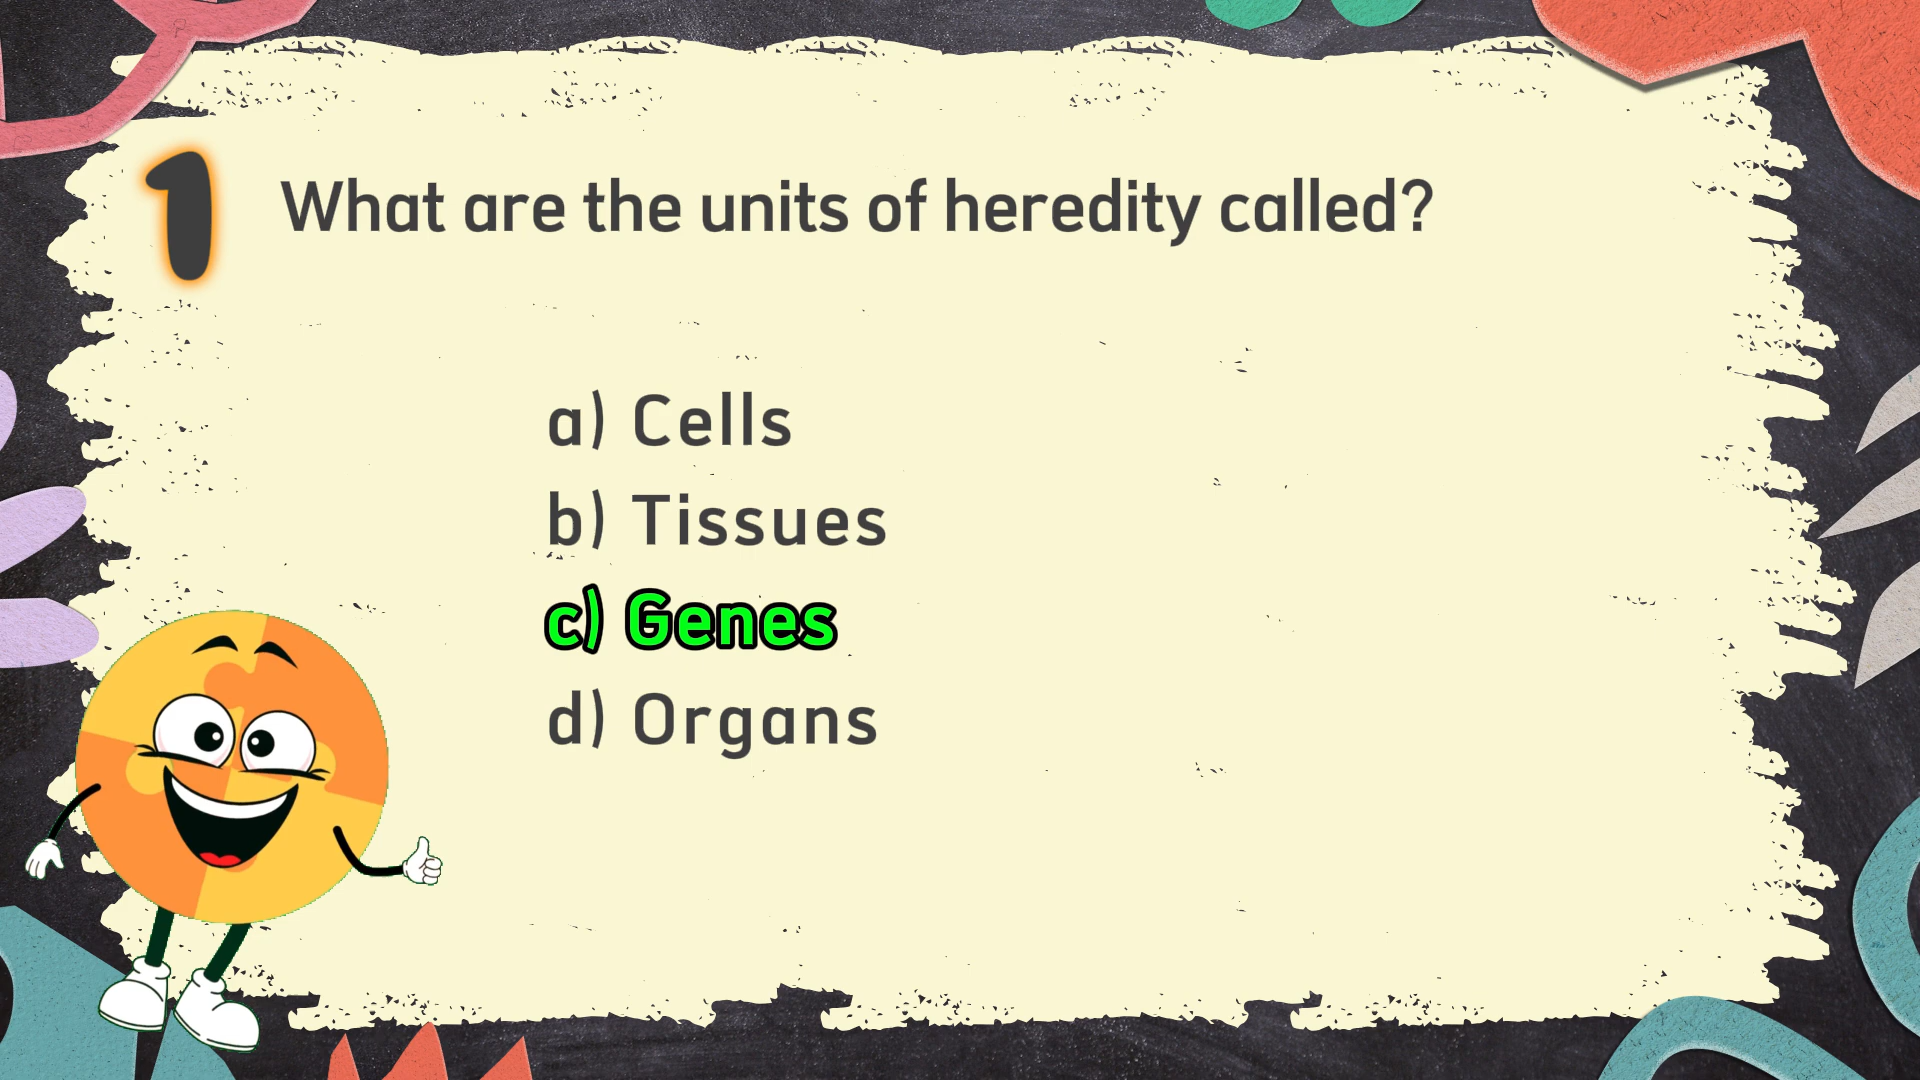 1 What are the units of heredity called?
a) Cells
b) Tissues
c) Genes
d) Organs